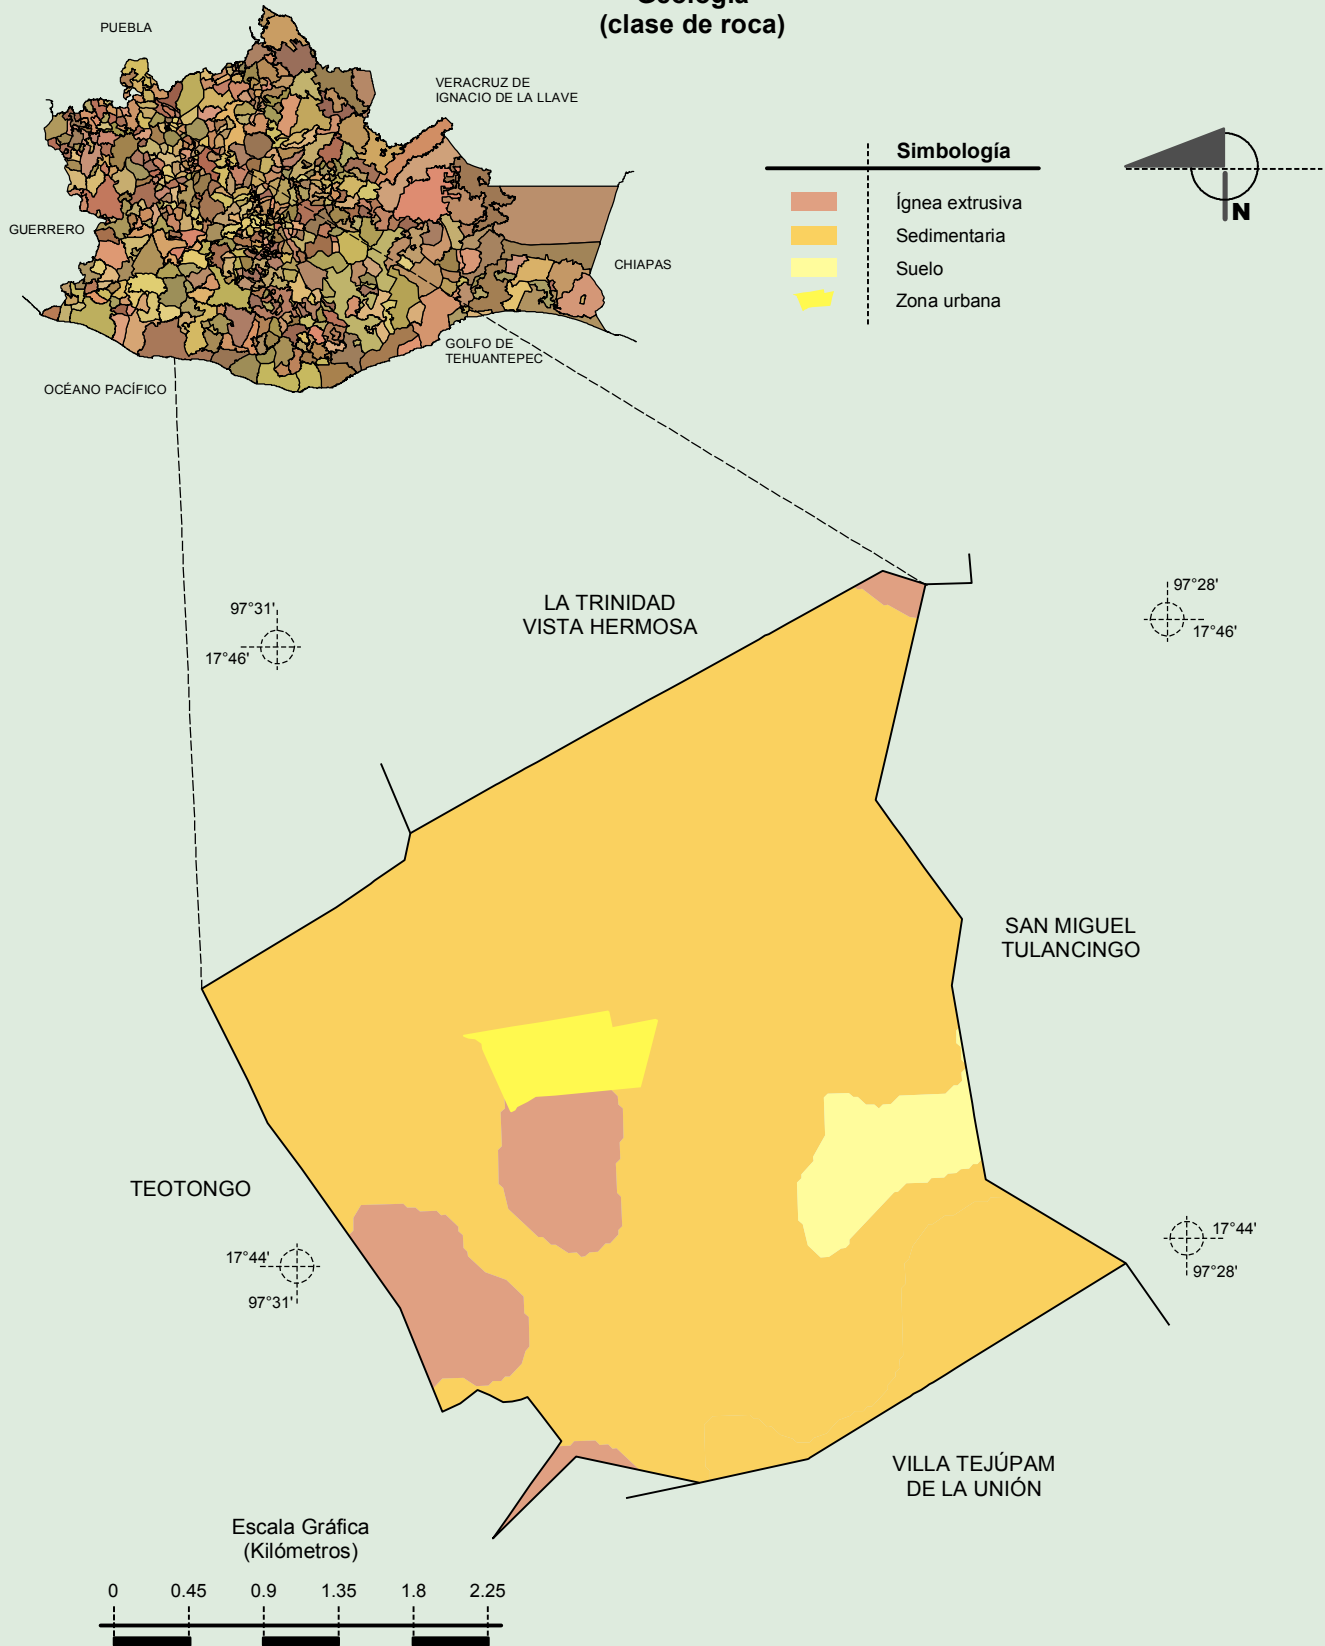 Geología
(clase de roca)
PUEBLA
VERACRUZ DE
IGNACIO DE LA LLAVE
GUERRERO
CHIAPAS
GOLFO DE
TEHUANTEPEC
OCÉANO PACÍFICO
Simbología
Ígnea extrusiva
Sedimentaria
Suelo
Zona urbana
N
97°31'
17°46'
LA TRINIDAD
VISTA HERMOSA
97°28'
17°46'
SAN MIGUEL
TULANCINGO
TEOTONGO
17°44'
97°31'
17°44'
97°28'
VILLA TEJÚPAM
DE LA UNIÓN
Escala Gráfica
(Kilómetros)
0 0.45 0.9 1.35 1.8 2.25